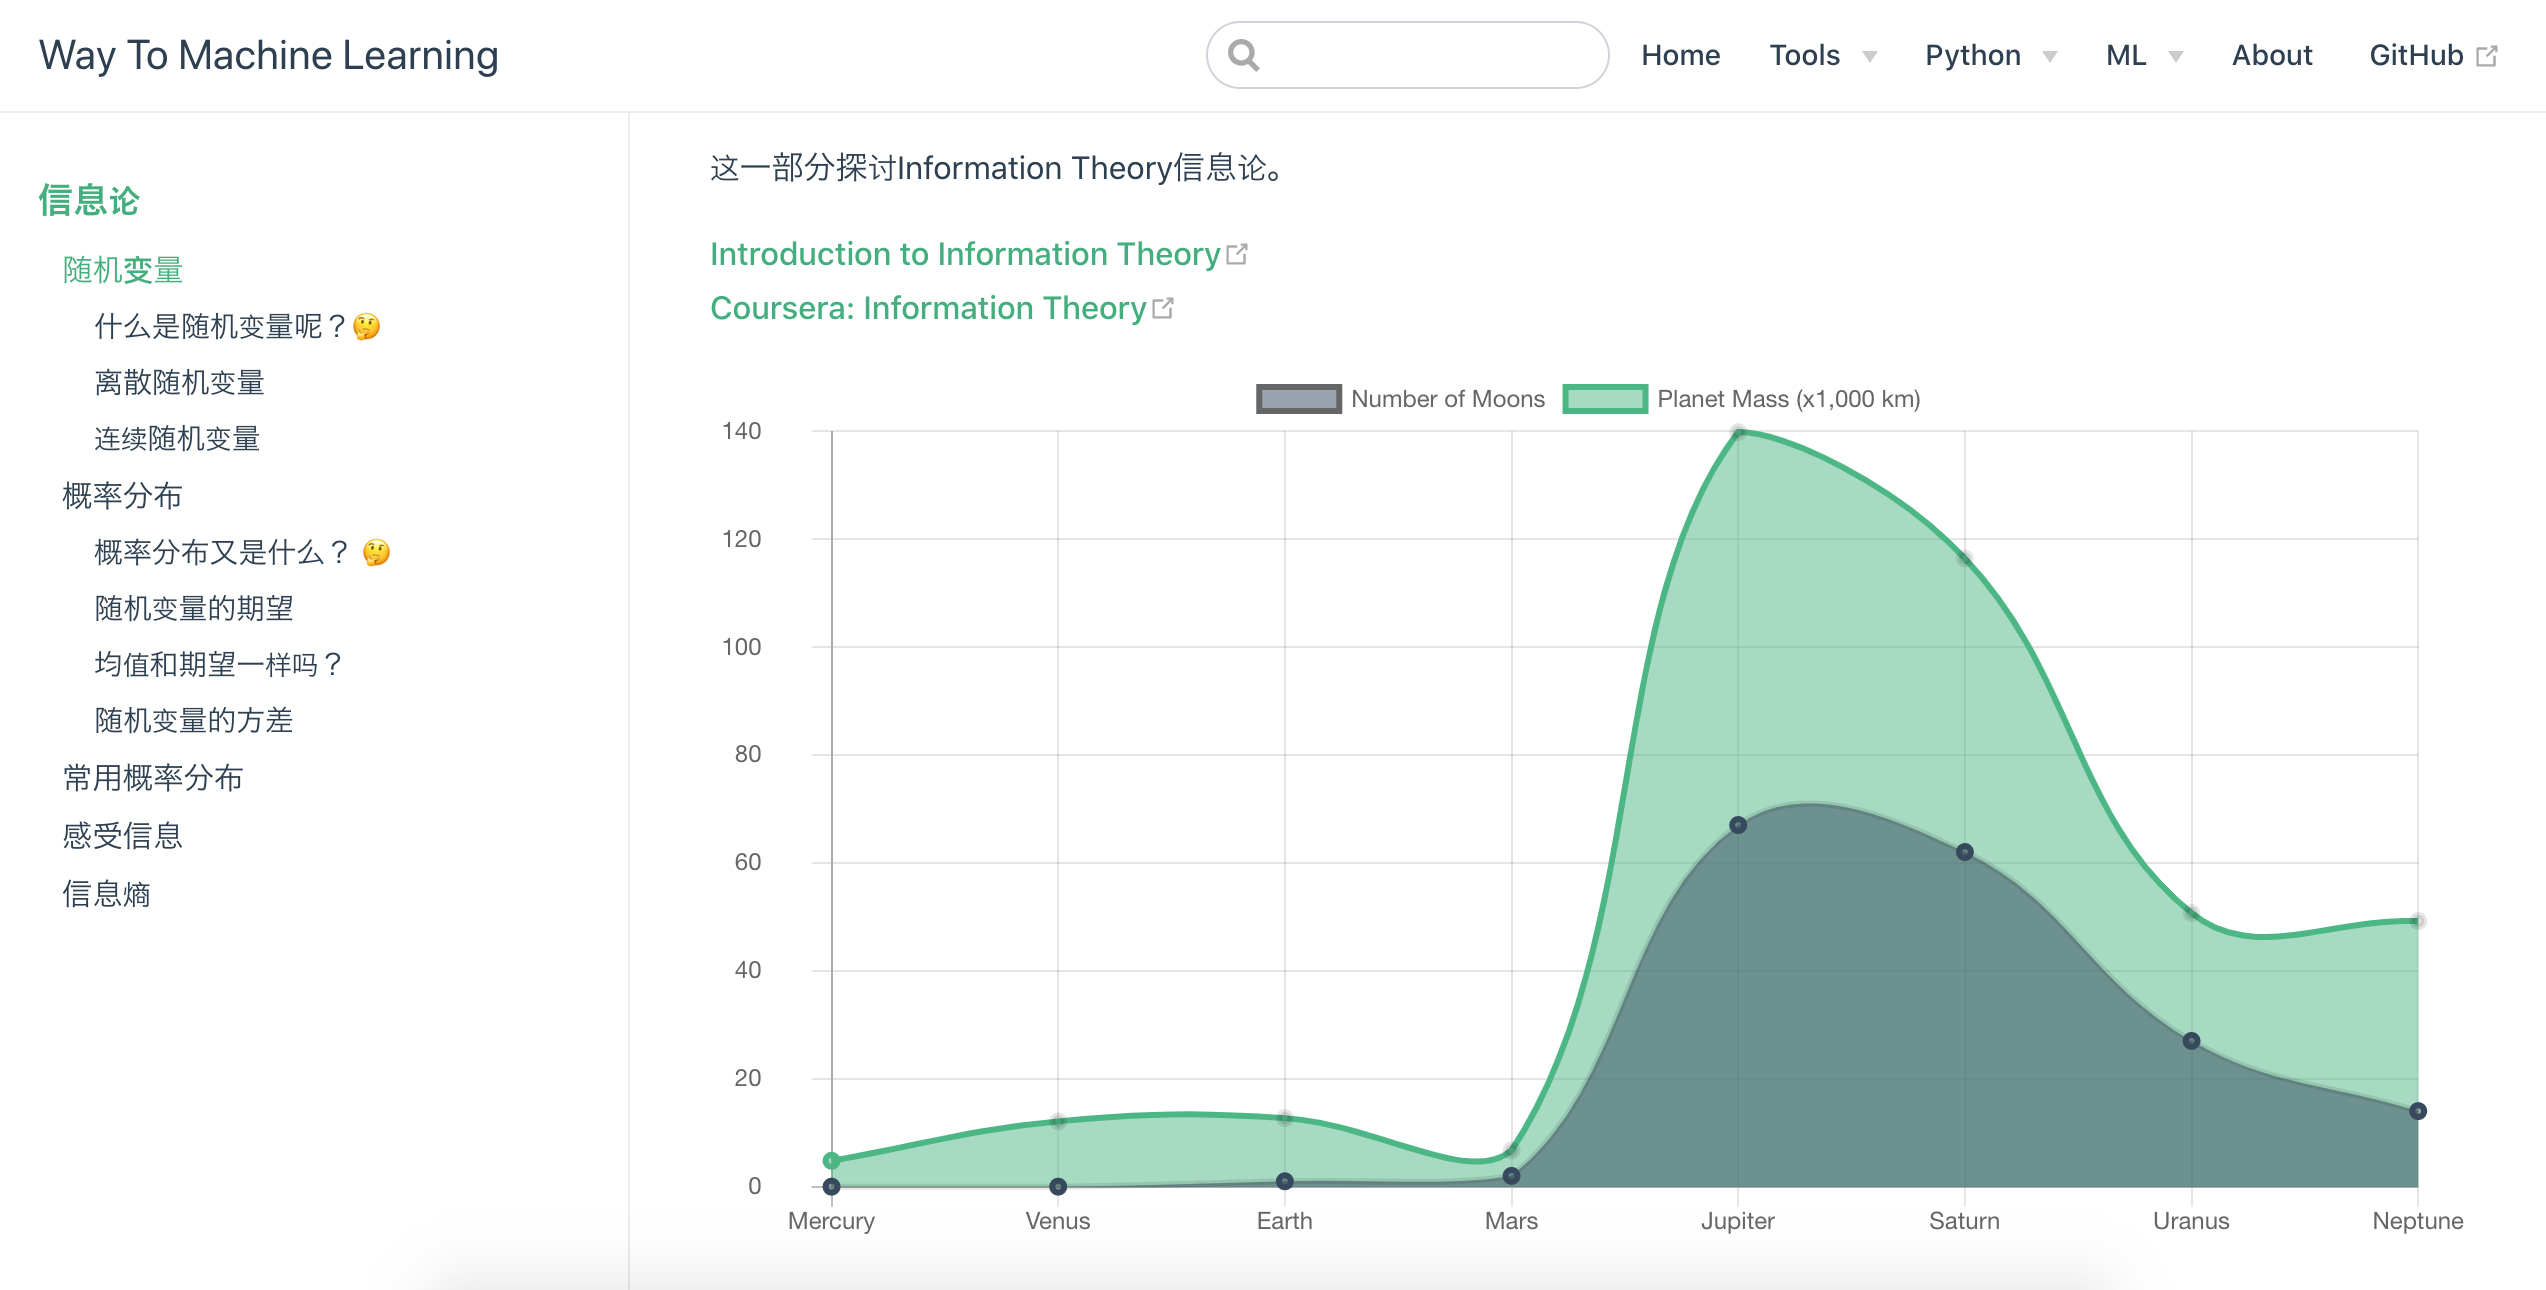 Way To Machine Learning
Home Tools Python ML About GitHub
信息论
随机变量
什么是随机变量呢？🤔
离散随机变量
连续随机变量
概率分布
概率分布又是什么？ 🤔
随机变量的期望
均值和期望一样吗？
随机变量的方差
常用概率分布
感受信息
信息熵
这一部分探讨Information Theory信息论。
Introduction to Information Theory
Coursera: Information Theory
Number of Moons Planet Mass (x1,000 km)
140
120
100
80
60
40
20
0
Mercury Venus Earth Mars Jupiter Saturn Uranus Neptune